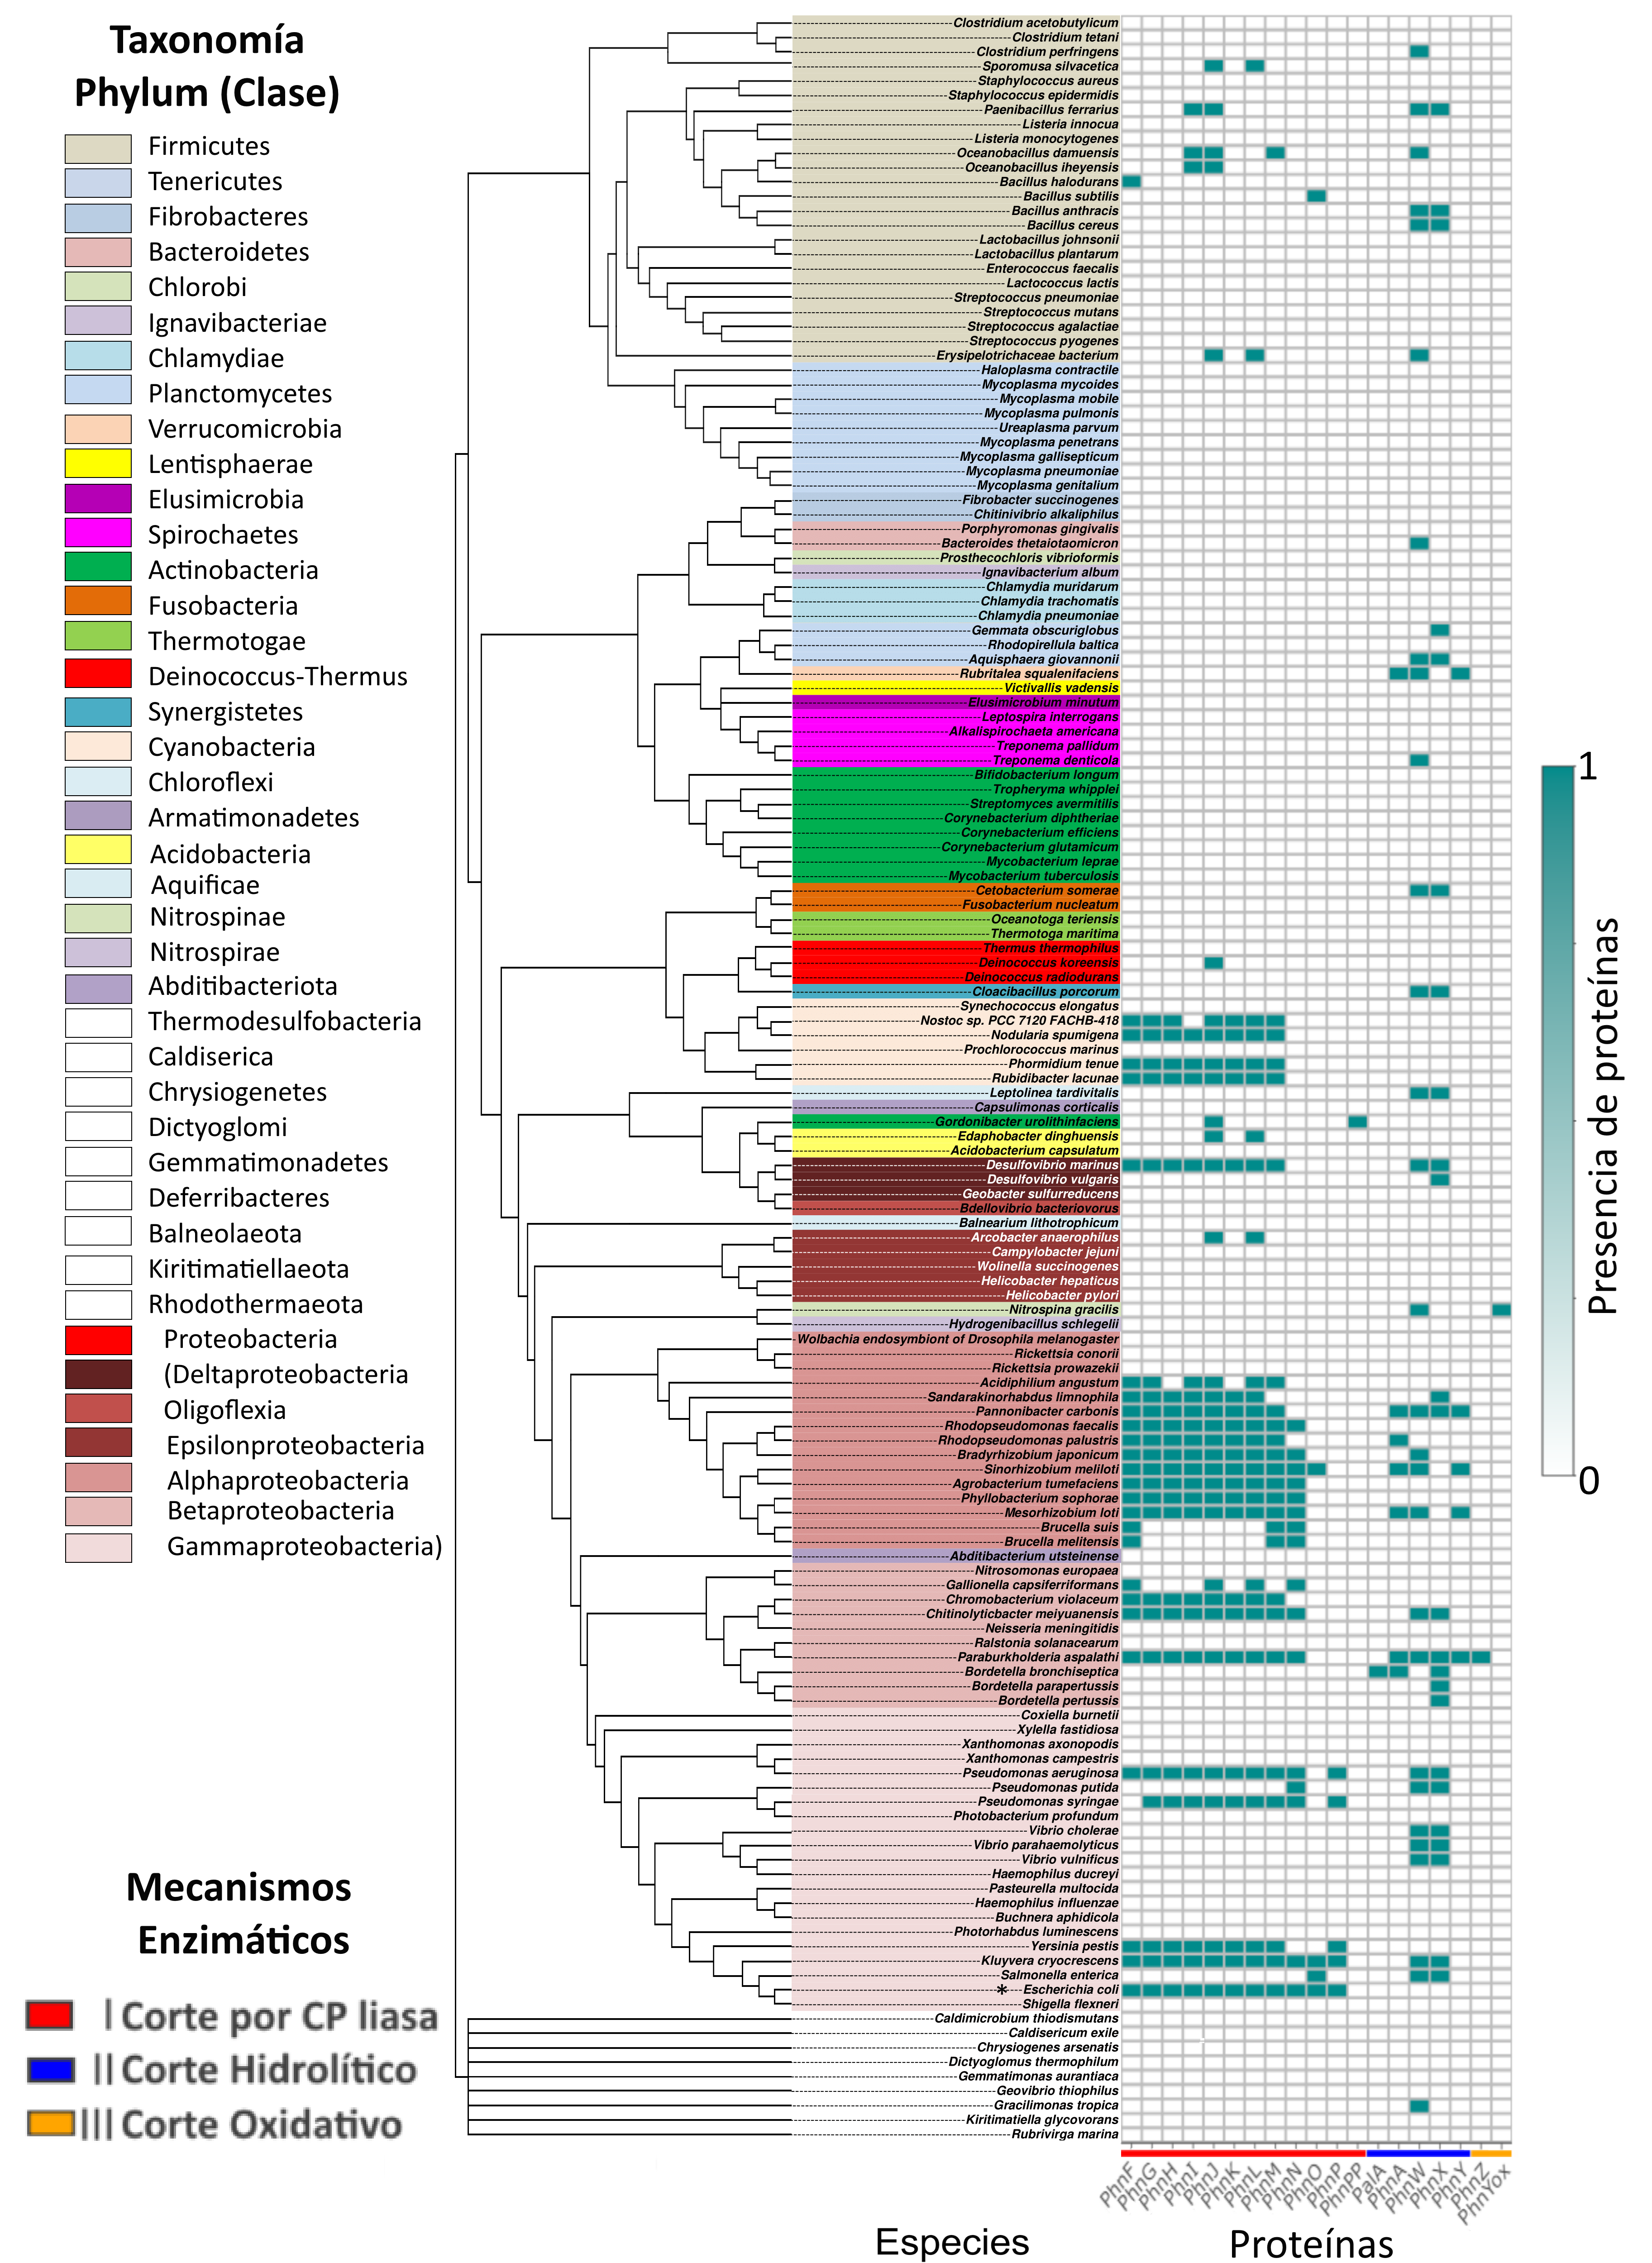 Taxonomía
Phylum (Clase)
Firmicutes
Tenericutes
Fibrobacteres
Bacteroidetes
Chlorobi
Ignavibacteriae
Chlamydiae
Planctomycetes
Verrucomicrobia
Lentisphaerae
Elusimicrobia
Spirochaetes
Actinobacteria
Fusobacteria
Thermotogae
Deinococcus-Thermus
Synergistetes
Cyanobacteria
Chloroflexi
Armatimonadetes
Acidobacteria
Aquificae
Nitrospinae
Nitrospirae
Abditibacteriota
Thermodesulfobacteria
Caldiserica
Chrysiogenetes
Dictyoglomi
Gemmatimonadetes
Deferribacteres
Balneolaeota
Kiritimatiellaeota
Rhodothermaeota
Proteobacteria
(Deltaproteobacteria
Oligoflexia
Epsilonproteobacteria
Alphaproteobacteria
Betaproteobacteria
Gammaproteobacteria)
Mecanismos
Enzimáticos
I Corte por CP liasa
II Corte Hidrolítico
III Corte Oxidativo
Clostridium acetobutylicum
Clostridium tetani
Clostridium perfringens
Sporomusa silvacetica
Staphylococcus aureus
Staphylococcus epidermidis
Paenibacillus ferrarius
Listeria innocua
Listeria monocytogenes
Oceanobacillus damuensis
Oceanobacillus iheyensis
Bacillus halodurans
Bacillus subtilis
Bacillus anthracis
Bacillus cereus
Lactobacillus johnsonii
Lactobacillus plantarum
Enterococcus faecalis
Lactococcus lactis
Streptococcus pneumoniae
Streptococcus mutans
Streptococcus agalactiae
Streptococcus pyogenes
Erysipelotrichaceae bacterium
Haloplasma contractile
Mycoplasma mycoides
Mycoplasma mobile
Mycoplasma pulmonis
Ureaplasma parvum
Mycoplasma penetrans
Mycoplasma gallisepticum
Mycoplasma pneumoniae
Mycoplasma genitalium
Fibrobacter succinogenes
Chitinivibrio alkaliphilus
Porphyromonas gingivalis
Bacteroides thetaiotaomicron
Prosthecochloris vibrioformis
Ignavibacterium album
Chlamydia muridarum
Chlamydia trachomatis
Chlamydia pneumoniae
Gemmata obscuriglobus
Rhodopirellula baltica
Aquisphaera giovannonii
Rubritalea squalenifaciens
Victivallis vadensis
Elusimicrobium minutum
Leptospira interrogans
Alkalispirochaeta americana
Treponema pallidum
Treponema denticola
Bifidobacterium longum
Tropheryma whipplei
Streptomyces avermitilis
Corynebacterium diphtheriae
Corynebacterium efficiens
Corynebacterium glutamicum
Mycobacterium leprae
Mycobacterium tuberculosis
Cetobacterium somerae
Fusobacterium nucleatum
Oceanotoga teriensis
Thermotoga maritima
Thermus thermophilus
Deinococcus koreensis
Deinococcus radiodurans
Cloacibacillus porcorum
Synechococcus elongatus
Nostoc sp. PCC 7120 FACHB-418
Nodularia spumigena
Prochlorococcus marinus
Phormidium tenue
Rubidibacter lacunae
Leptolinea tardivitalis
Capsulimonas corticalis
Gordonibacter urolithinfaciens
Edaphobacter dinghuensis
Acidobacterium capsulatum
Desulfovibrio marinus
Desulfovibrio vulgaris
Geobacter sulfurreducens
Bdellovibrio bacteriovorus
Balnearium lithotrophicum
Arcobacter anaerophilus
Campylobacter jejuni
Wolinella succinogenes
Helicobacter hepaticus
Helicobacter pylori
Nitrospina gracilis
Hydrogenibacillus schlegelii
Wolbachia endosymbiont of Drosophila melanogaster
Rickettsia conorii
Rickettsia prowazekii
Acidiphilium angustum
Sandarakinorhabdus limnophila
Pannonibacter carbonis
Rhodopseudomonas faecalis
Rhodopseudomonas palustris
Bradyrhizobium japonicum
Sinorhizobium meliloti
Agrobacterium tumefaciens
Phyllobacterium sophorae
Mesorhizobium loti
Brucella suis
Brucella melitensis
Abditibacterium utsteinense
Nitrosomonas europaea
Gallionella capsiferriformans
Chromobacterium violaceum
Chitinolyticbacter meiyuanensis
Neisseria meningitidis
Ralstonia solanacearum
Paraburkholderia aspalathi
Bordetella bronchiseptica
Bordetella parapertussis
Bordetella pertussis
Coxiella burnetii
Xylella fastidiosa
Xanthomonas axonopodis
Xanthomonas campestris
Pseudomonas aeruginosa
Pseudomonas putida
Pseudomonas syringae
Photobacterium profundum
Vibrio cholerae
Vibrio parahaemolyticus
Vibrio vulnificus
Haemophilus ducreyi
Pasteurella multocida
Haemophilus influenzae
Buchnera aphidicola
Photorhabdus luminescens
Yersinia pestis
Kluyvera cryocrescens
Salmonella enterica
* Escherichia coli
Shigella flexneri
Caldimicrobium thiodismutans
Caldisericum exile
Chrysiogenes arsenatis
Dictyoglomus thermophilum
Gemmatimonas aurantiaca
Geovibrio thiophilus
Gracilimonas tropica
Kiritimatiella glycovorans
Rubrivirga marina
PhnF
PhnG
PhnH
PhnI
PhnJ
PhnK
PhnL
PhnM
PhnN
PhnO
PhnP
PhnPP
PalA
PhnA
PhnW
PhnX
PhnY
PhnZ
PhnYox
Especies
Proteínas
1
Presencia de proteínas
0